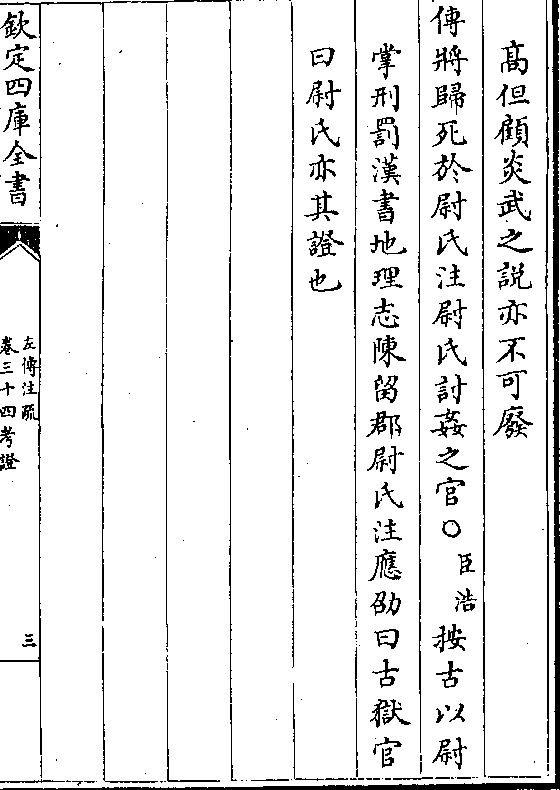 高但顧炎武之説亦不可廢
傳將歸死於尉氏注尉氏討姦之官○臣浩按古以尉
掌刑罰漢書地理志陳留郡尉氏注應劭曰古獄官
曰尉氏亦其證也
欽定四庫全書
左傳注疏
卷三十四考證
三